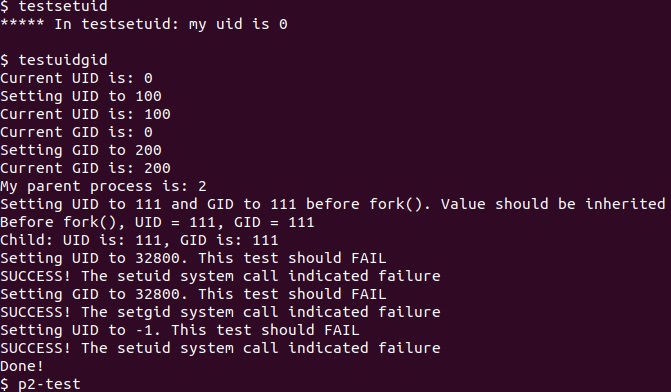 $ testsetuid
***** In testsetuid: my uid is 0
$ testuidgid
Current UID is: 0
Setting UID to 100
Current UID is: 100
Current GID is: 0
Setting GID to 200
Current GID is: 200
My parent process is: 2
Setting UID to 111 and GID to 111 before fork(). Value should be inherited
Before fork(), UID = 111, GID = 111
Child: UID is: 111, GID is: 111
Setting UID to 32800. This test should FAIL
SUCCESS! The setuid system call indicated failure
Setting GID to 32800. This test should FAIL
SUCCESS! The setgid system call indicated failure
Setting UID to -1. This test should FAIL
SUCCESS! The setuid system call indicated failure
Done!
$ p2-test